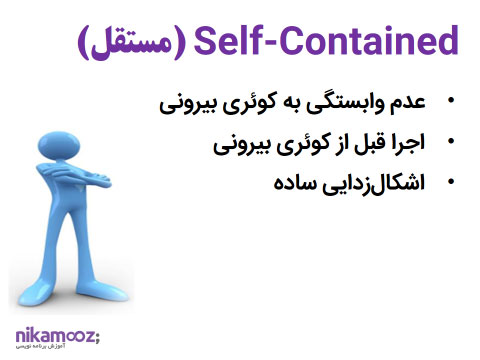 Self-Contained (مستقل)
• عدم وابستگی به کوئری بیرونی
• اجرا قبل از کوئری بیرونی
• اشکال‌زدایی ساده
nikamooz;
آموزش برنامه نویسی